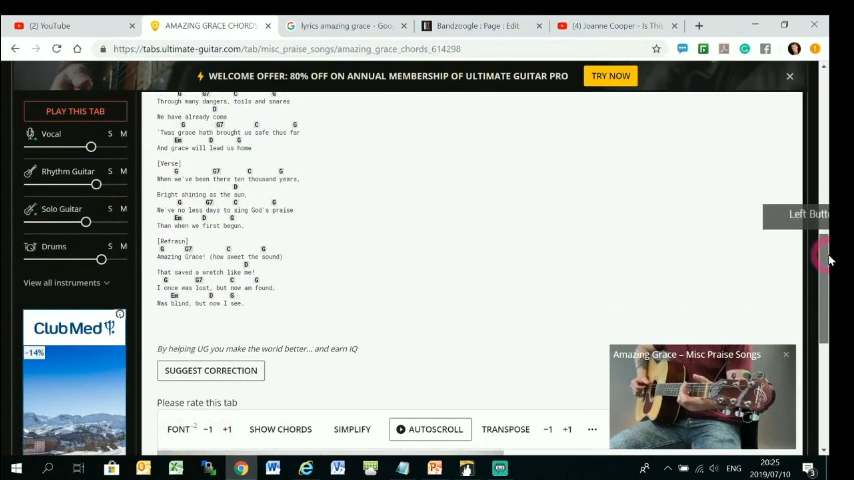 (2) YouTube
AMAZING GRACE CHORDS
lyrics amazing grace - Goo
Bandzoogle : Page : Edit
(4) Joanne Cooper - Is This
https://tabs.ultimate-guitar.com/tab/misc_praise_songs/amazing_grace_chords_614298
WELCOME OFFER: 80% OFF ON ANNUAL MEMBERSHIP OF ULTIMATE GUITAR PRO
TRY NOW
PLAY THIS TAB
Vocal S M
Rhythm Guitar S M
Solo Guitar S M
Drums S M
View all instruments
Club Med
-14%
G G7 C G
Through many dangers, toils and snares
D
We have already come
G G7 C G
'Twas grace hath brought us safe thus far
Em D G
And grace will lead us home
[Verse]
G G7 C G
When we've been there ten thousand years,
D
Bright shining as the sun.
G G7 C G
We've no less days to sing God's praise
Em D G
Than when we first begun.
[Refrain]
G G7 C G
Amazing Grace! (how sweet the sound)
D
That saved a wretch like me!
G G7 C G
I once was lost, but now am found,
Em D G
Was blind, but now I see.
Left Butto
By helping UG you make the world better... and earn IQ
SUGGEST CORRECTION
Please rate this tab
Amazing Grace – Misc Praise Songs
FONT -2 −1 +1 SHOW CHORDS SIMPLIFY AUTOSCROLL TRANSPOSE −1 +1 •••
ENG
20:25
2019/07/10
3